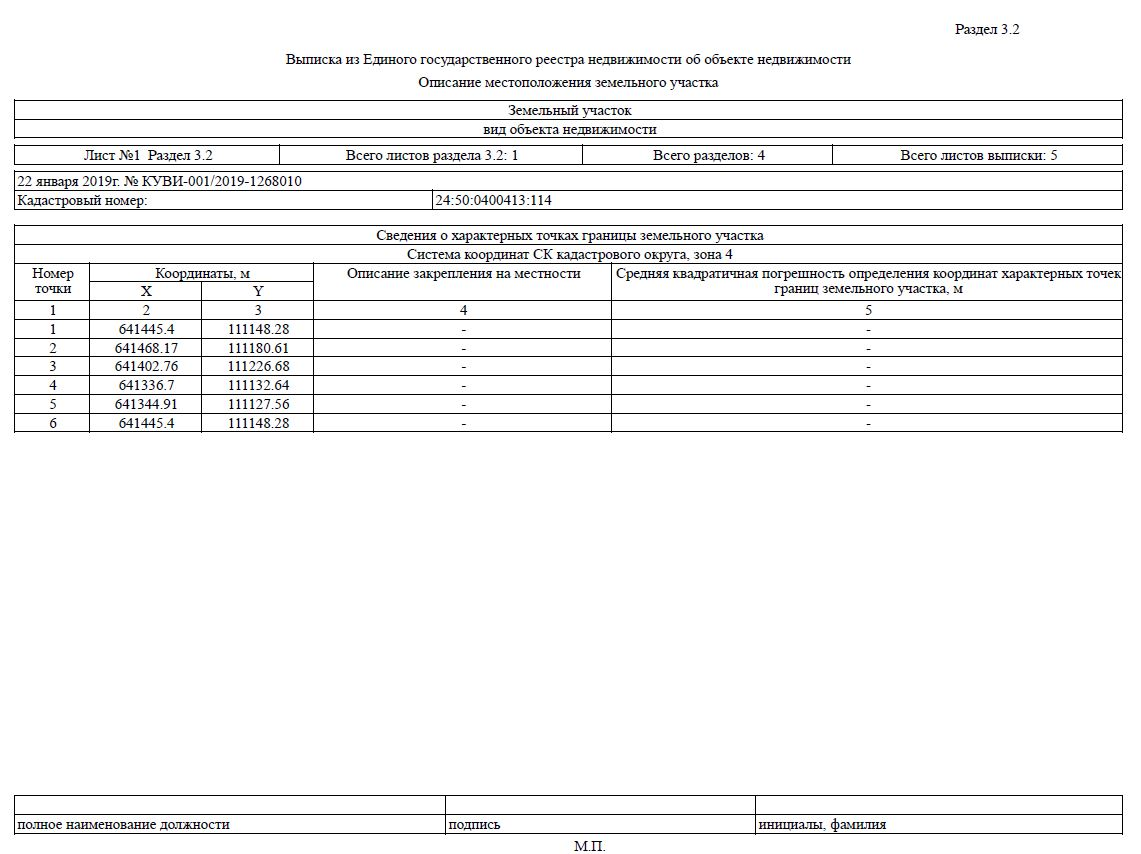 Раздел 3.2
Выписка из Единого государственного реестра недвижимости об объекте недвижимости
Описание местоположения земельного участка
Земельный участок
вид объекта недвижимости
Лист №1 Раздел 3.2 Всего листов раздела 3.2: 1 Всего разделов: 4 Всего листов выписки: 5
22 января 2019г. № КУВИ-001/2019-1268010
Кадастровый номер: 24:50:0400413:114
Сведения о характерных точках границы земельного участка
Система координат СК кадастрового округа, зона 4
Номер точки Координаты, м Описание закрепления на местности Средняя квадратичная погрешность определения координат характерных точек границ земельного участка, м
X Y
1 2 3 4 5
1 641445.4 111148.28 - -
2 641468.17 111180.61 - -
3 641402.76 111226.68 - -
4 641336.7 111132.64 - -
5 641344.91 111127.56 - -
6 641445.4 111148.28 - -
полное наименование должности подпись инициалы, фамилия
М.П.